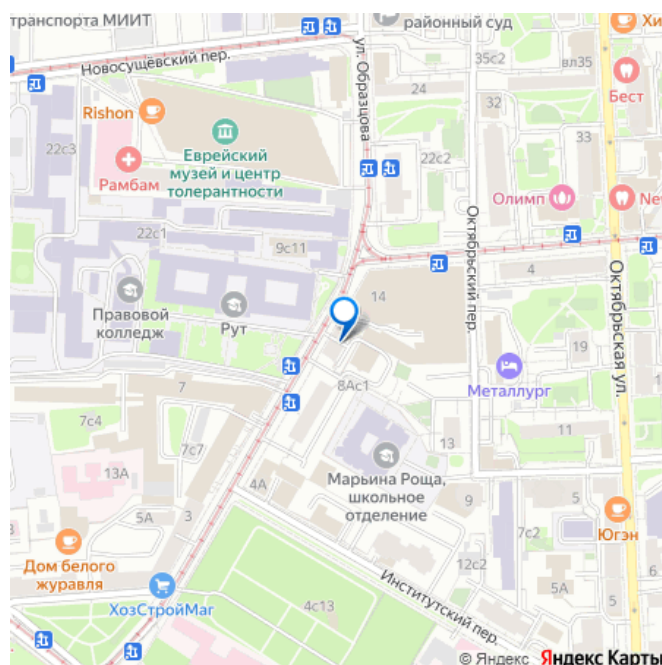 транспорта МИИТ
районный суд
Хи
Новосущёвский пер.
ул. Образцова
35с2
вл35
Бест
24
32
Rishon
33
22с3
Еврейский
музей и центр
толерантности
22с2
Рамбам
Олимп
Ne
22с1
9с11
Октябрьский пер.
4
14
Правовой
колледж
Рут
Октябрьская ул.
19
7
8Ас1
Металлург
11
7с7
13
13А
Марьина Роща,
школьное
отделение
4А
9
5
5А
3
7с2
Югэн
Дом белого
журавля
12с2
5А
ХозСтройМаг
4с13
Институтский пер.
© Яндекс Яндекс Карты